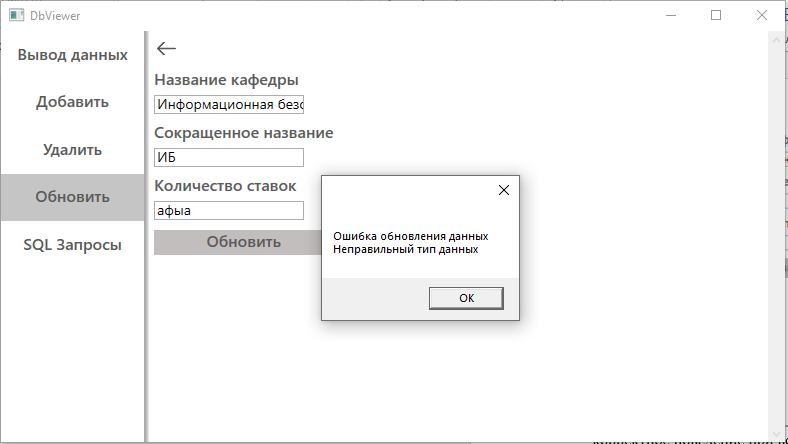 DbViewer
Вывод данных
Добавить
Удалить
Обновить
SQL Запросы
Название кафедры
Информационная безо
Сокращенное название
ИБ
Количество ставок
афыа
Обновить
Ошибка обновления данных
Неправильный тип данных
OK